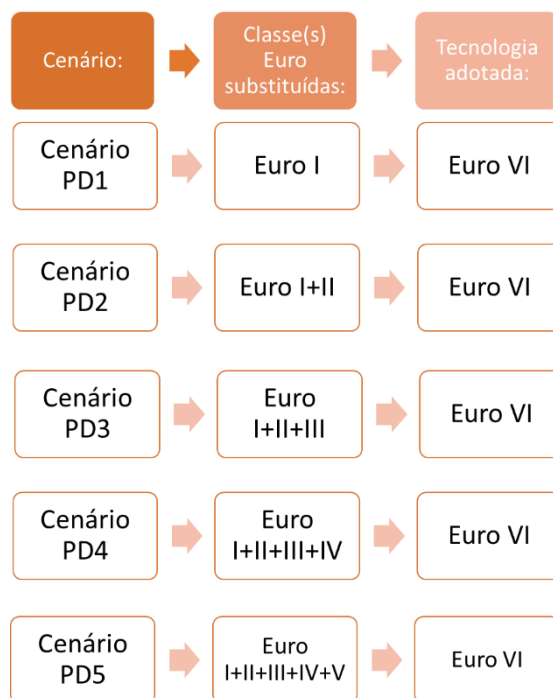 Cenário:
Classe(s)
Euro
substituídas:
Tecnologia
adotada:
Cenário
PD1
Euro I
Euro VI
Cenário
PD2
Euro I+II
Euro VI
Cenário
PD3
Euro
I+II+III
Euro VI
Cenário
PD4
Euro
I+II+III+IV
Euro VI
Cenário
PD5
Euro
I+II+III+IV+V
Euro VI